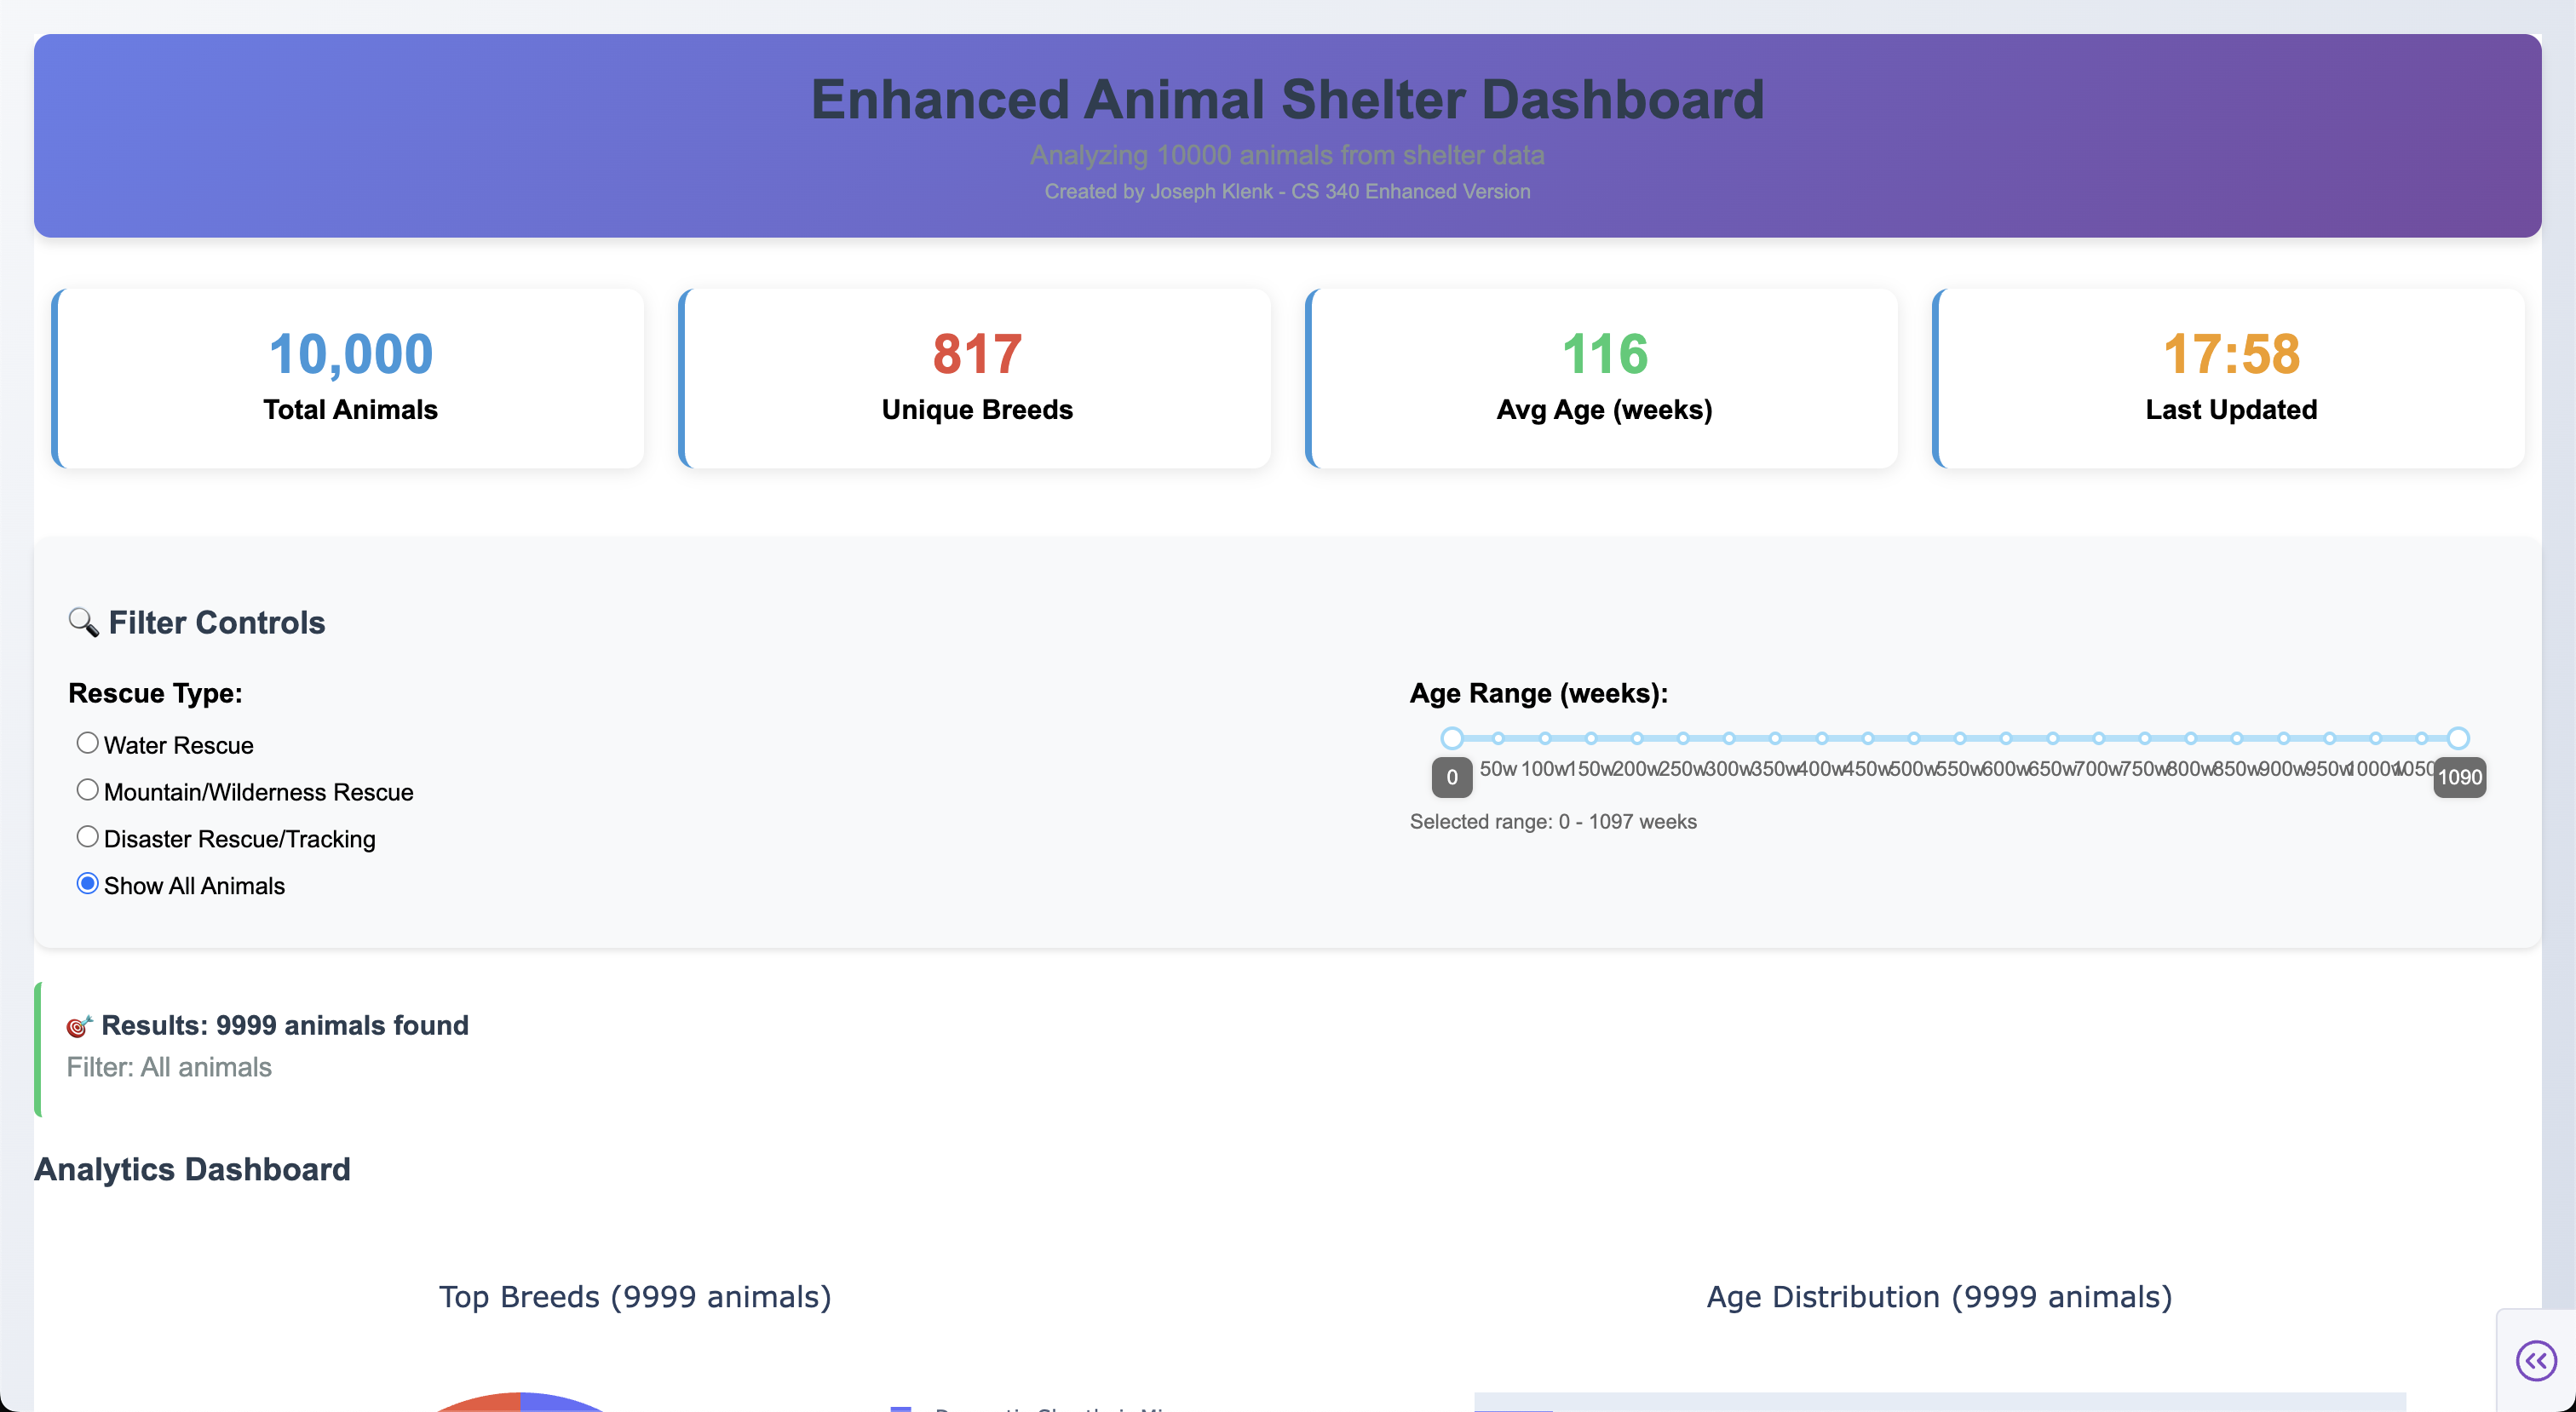 Enhanced Animal Shelter Dashboard
Analyzing 10000 animals from shelter data
Created by Joseph Klenk - CS 340 Enhanced Version
10,000
Total Animals
817
Unique Breeds
116
Avg Age (weeks)
17:58
Last Updated
🔍 Filter Controls
Rescue Type:
Water Rescue
Mountain/Wilderness Rescue
Disaster Rescue/Tracking
Show All Animals
Age Range (weeks):
50w 100w 150w 200w 250w 300w 350w 400w 450w 500w 550w 600w 650w 700w 750w 800w 850w 900w 950w 1000w 1050
0 1090
Selected range: 0 - 1097 weeks
🎯 Results: 9999 animals found
Filter: All animals
Analytics Dashboard
Top Breeds (9999 animals)
Age Distribution (9999 animals)